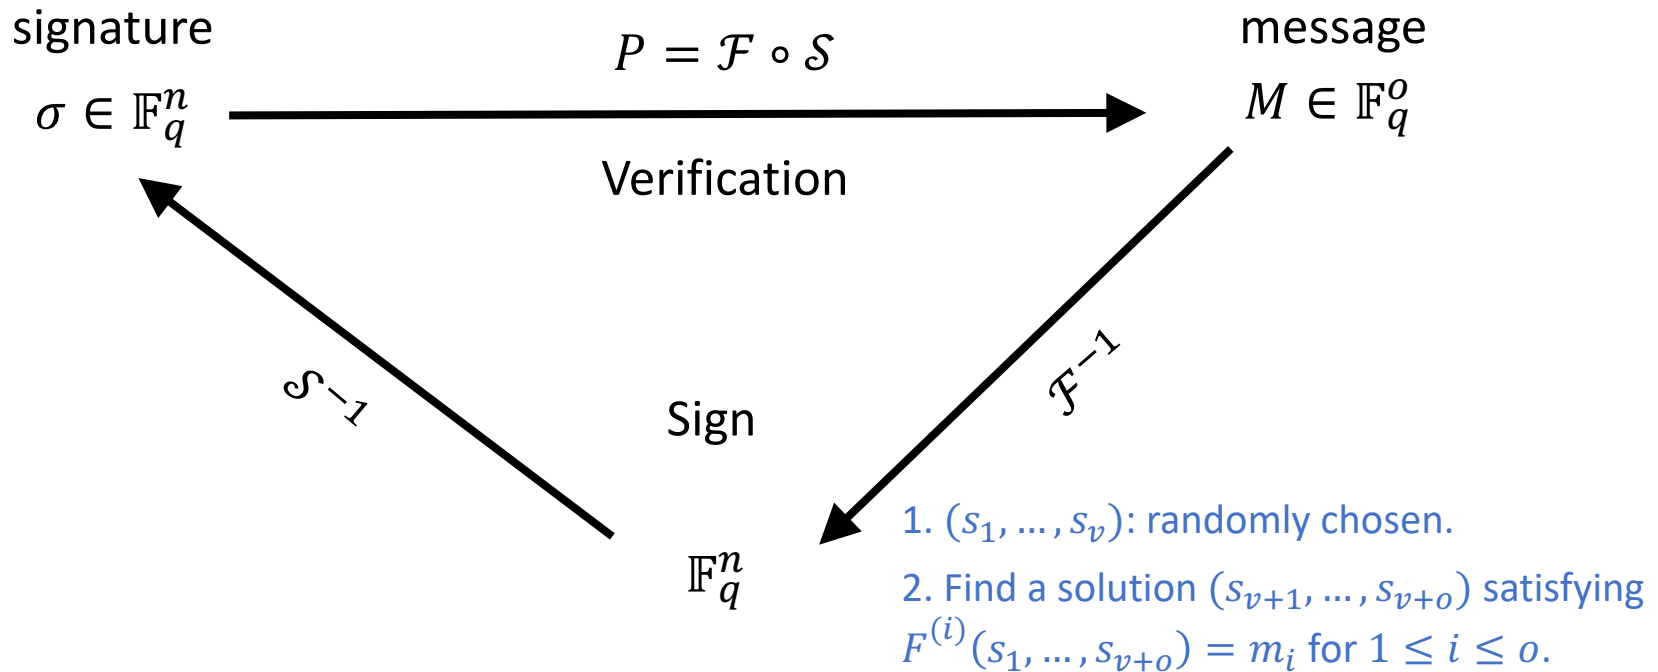 signature
message
P = ℱ ∘ 𝒮
σ ∈ 𝔽_q^n
M ∈ 𝔽_q^o
Verification
𝒮^{-1}
ℱ^{-1}
Sign
𝔽_q^n
1. (s_1, … , s_v): randomly chosen.
2. Find a solution (s_{v+1}, … , s_{v+o}) satisfying
F^{(i)}(s_1, … , s_{v+o}) = m_i for 1 ≤ i ≤ o.